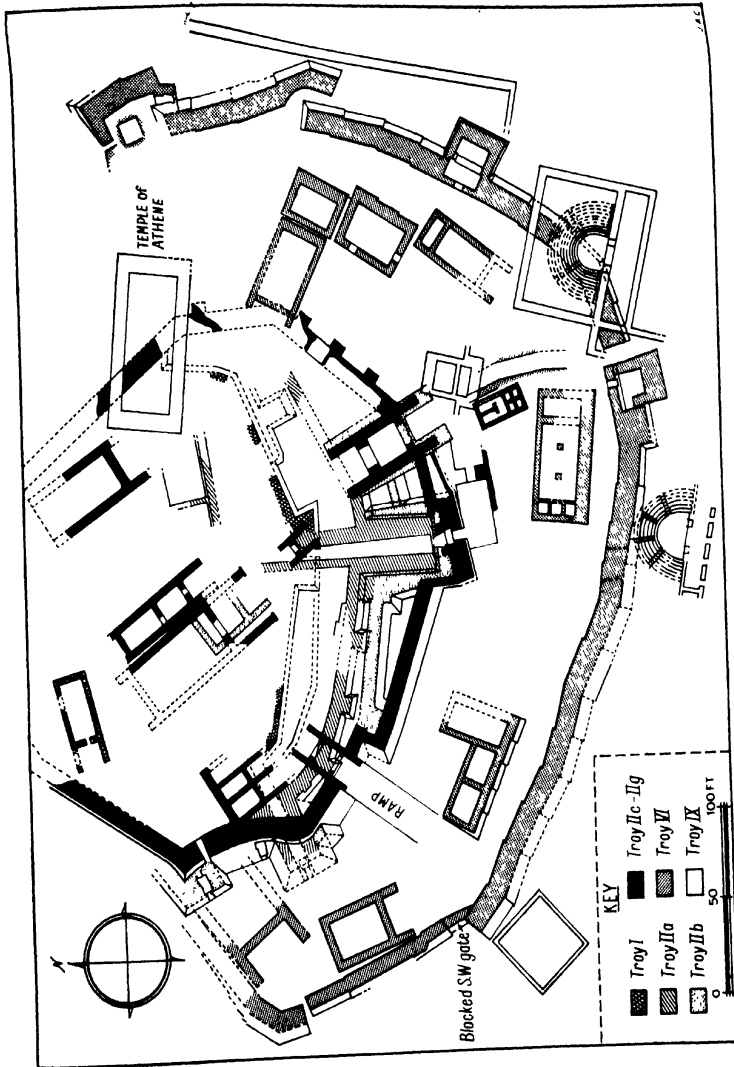 TEMPLE of
ATHENE
RAMP
Blocked S.W gate
KEY
Troy I
Troy IIa
Troy IIb
Troy IIc-IIg
Troy VI
Troy IX
0 50 100 FT
N